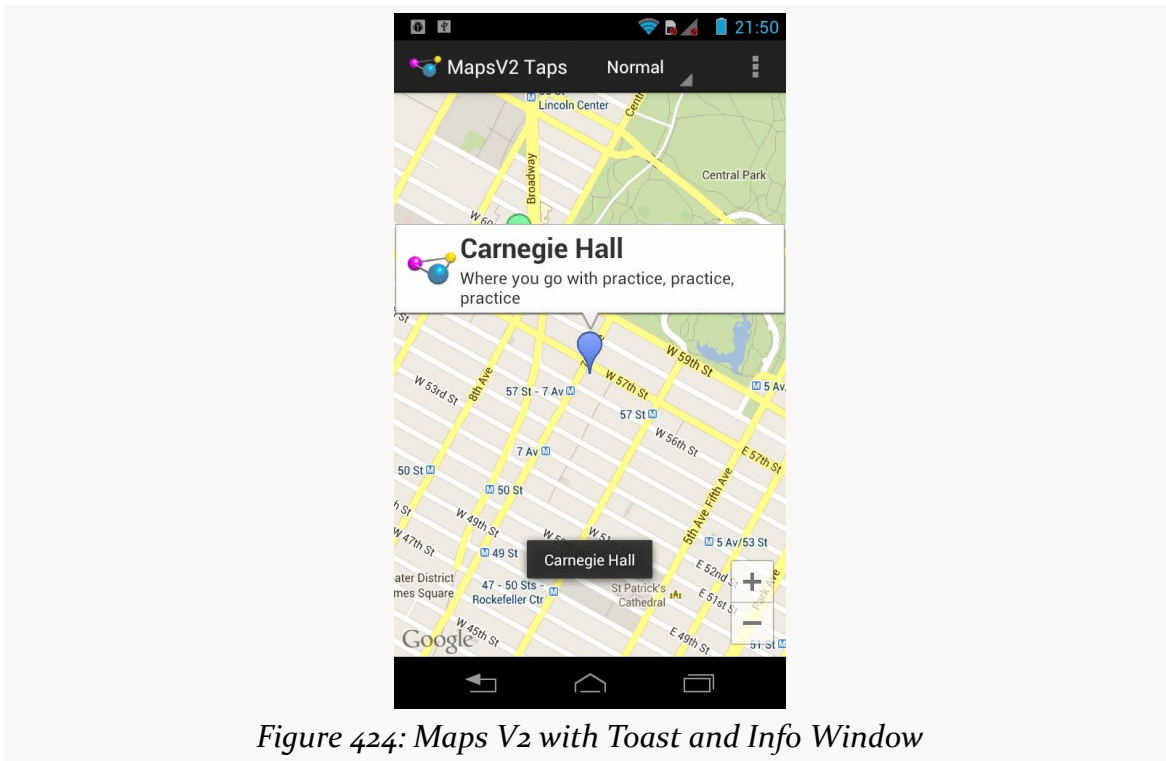 21:50
MapsV2 Taps
Normal
Lincoln Center
Broadway
Central Park
W 60
Carnegie Hall
Where you go with practice, practice,
practice
W 59th St
8th Ave
W 53rd St
57 St - 7 Av M
W 57th St
M 5 Av
57 St M
W 56th St
7 Av M
E 57th St
50 St M
M 50 St
5th Ave
Fifth Ave
W 49th St
W 47th St
M 5 Av/53 St
M 49 St
Carnegie Hall
E 52nd
ater District
mes Square
47 - 50 Sts -
Rockefeller Ctr
M
St Patrick's
Cathedral
E 51st S
Park Ave
+
−
Google
W 45th St
E 49th St
51 St M
Figure 424: Maps V2 with Toast and Info Window